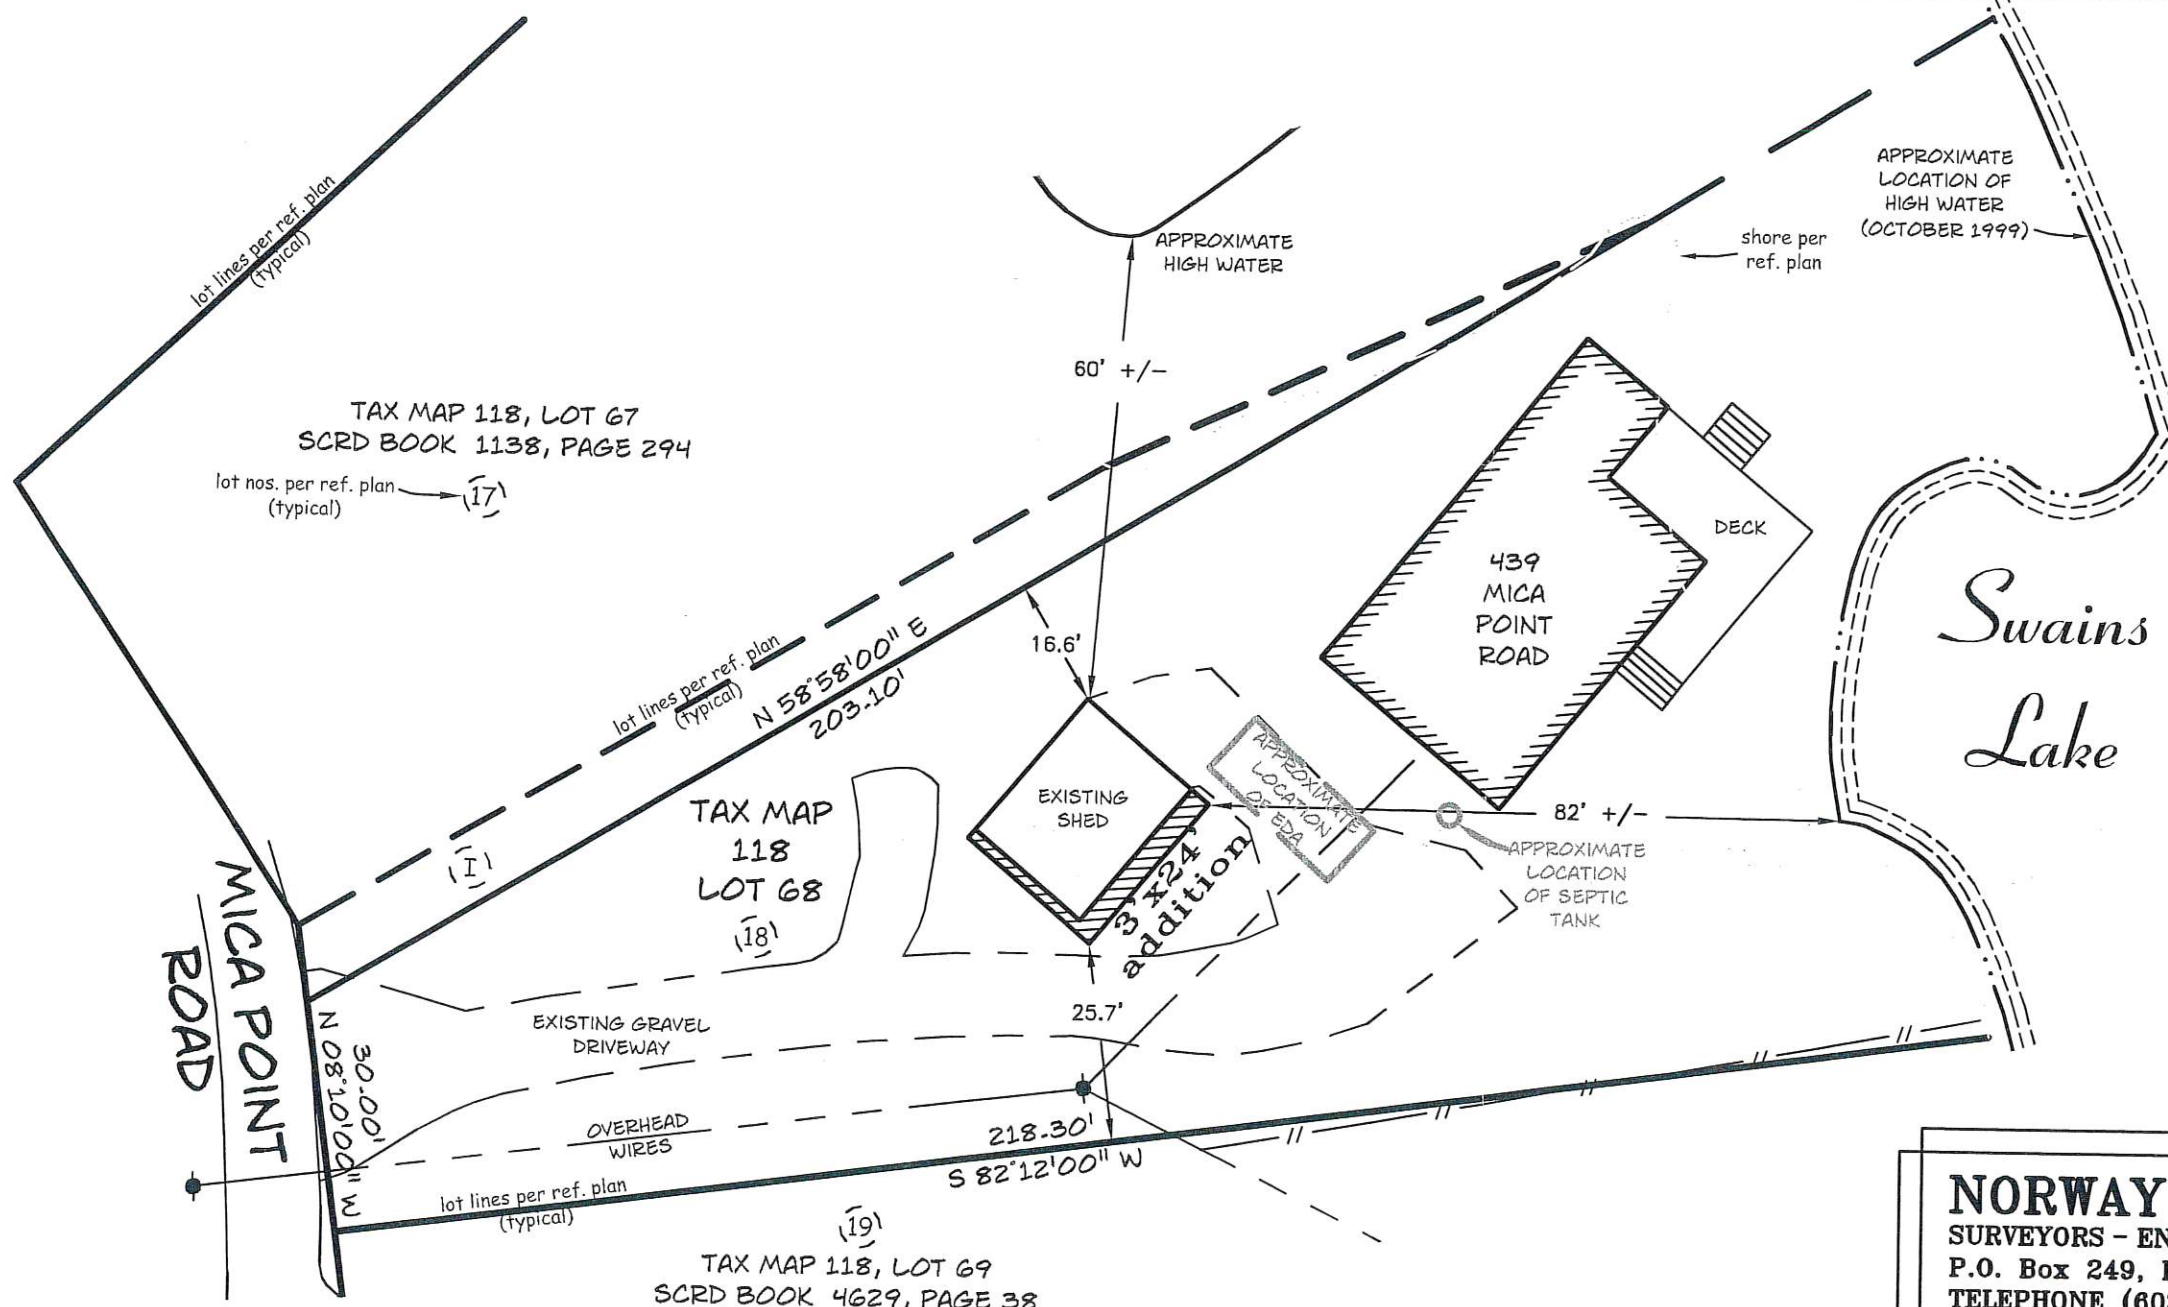 lot lines per ref. plan
(typical)
APPROXIMATE
LOCATION OF
HIGH WATER
(OCTOBER 1999)
shore per
ref. plan
APPROXIMATE
HIGH WATER
60' +/-
TAX MAP 118, LOT 67
SCRD BOOK 1138, PAGE 294
lot nos. per ref. plan
(typical)
17
DECK
439
MICA
POINT
ROAD
Swains
Lake
16.6'
lot lines per ref. plan
(typical)
N 58°58'00" E
203.10'
EXISTING
SHED
APPROXIMATE
LOCATION
OF EDA
82' +/-
APPROXIMATE
LOCATION
OF SEPTIC
TANK
TAX MAP
118
LOT 68
18
I
3'x24'
addition
25.7'
MICA POINT
ROAD
N 08°10'00" W
30.00'
EXISTING GRAVEL
DRIVEWAY
OVERHEAD
WIRES
218.30'
S 82°12'00" W
lot lines per ref. plan
(typical)
19
TAX MAP 118, LOT 69
SCRD BOOK 4629, PAGE 38
NORWAY
SURVEYORS - EN
P.O. Box 249,
TELEPHONE (60